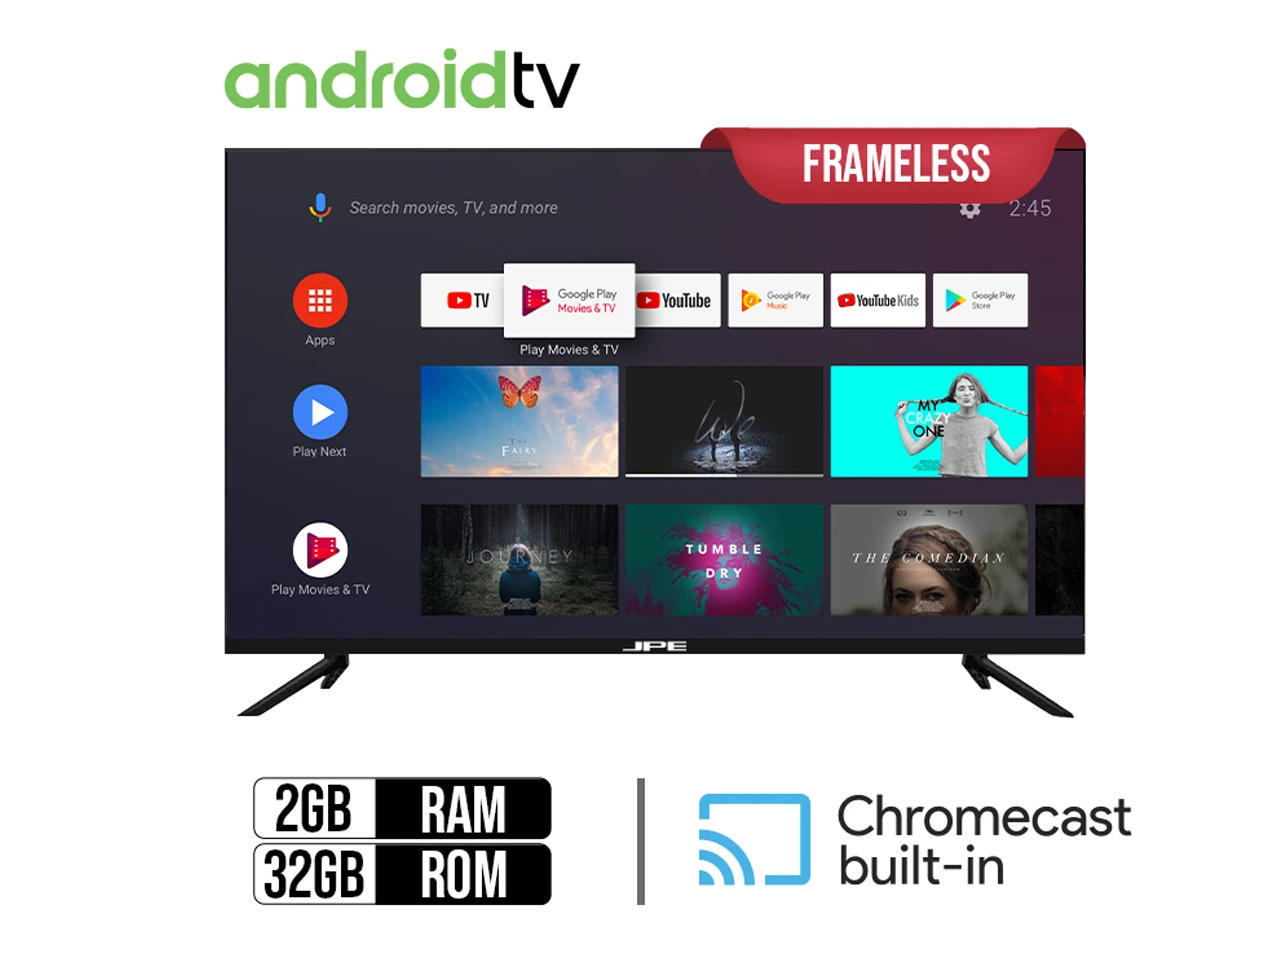 androidtv
FRAMELESS
Search movies, TV, and more
2:45
Apps
TV
Google Play
Movies & TV
YouTube
Google Play
Music
YouTube Kids
Google Play
Store
Play Movies & TV
Play Next
THE
FAIRY
We
MY
CRAZY
ONE
Play Movies & TV
JOURNEY
TUMBLE
DRY
THE COMEDIAN
JPE
2GB RAM
32GB ROM
Chromecast
built-in